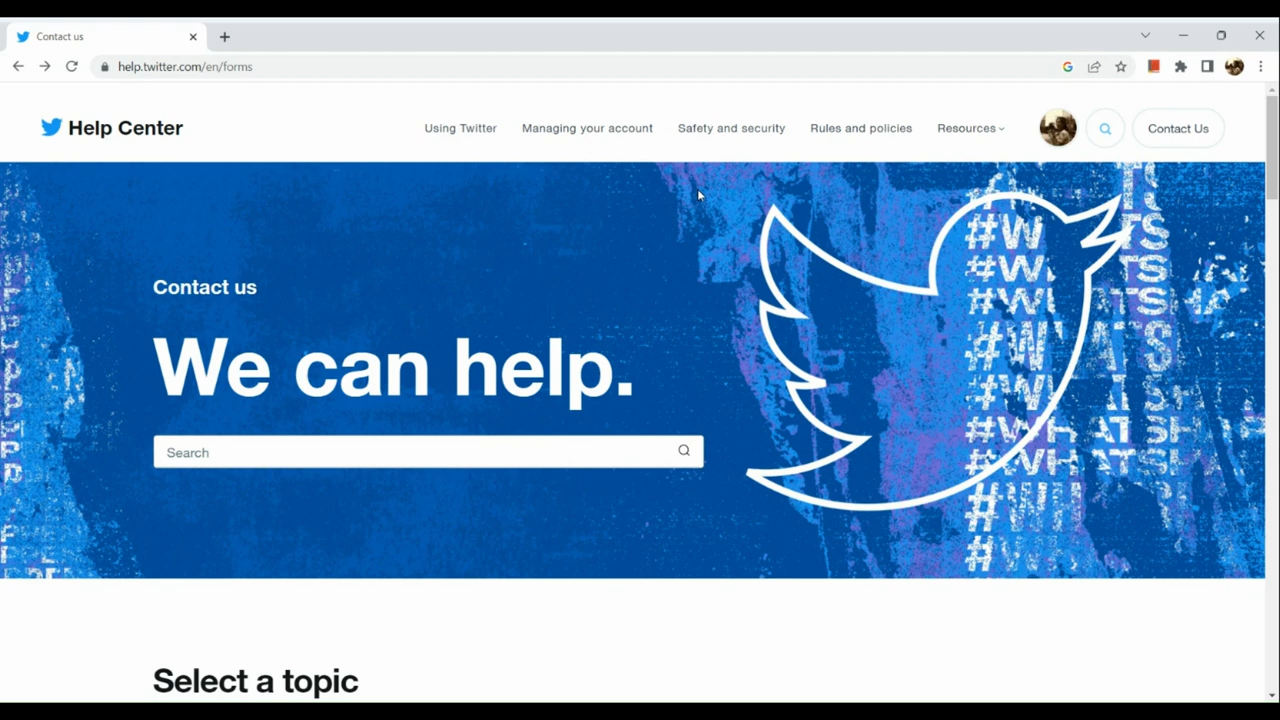 Contact us
help.twitter.com/en/forms
Help Center
Using Twitter
Managing your account
Safety and security
Rules and policies
Resources
Contact Us
Contact us
We can help.
Search
Select a topic